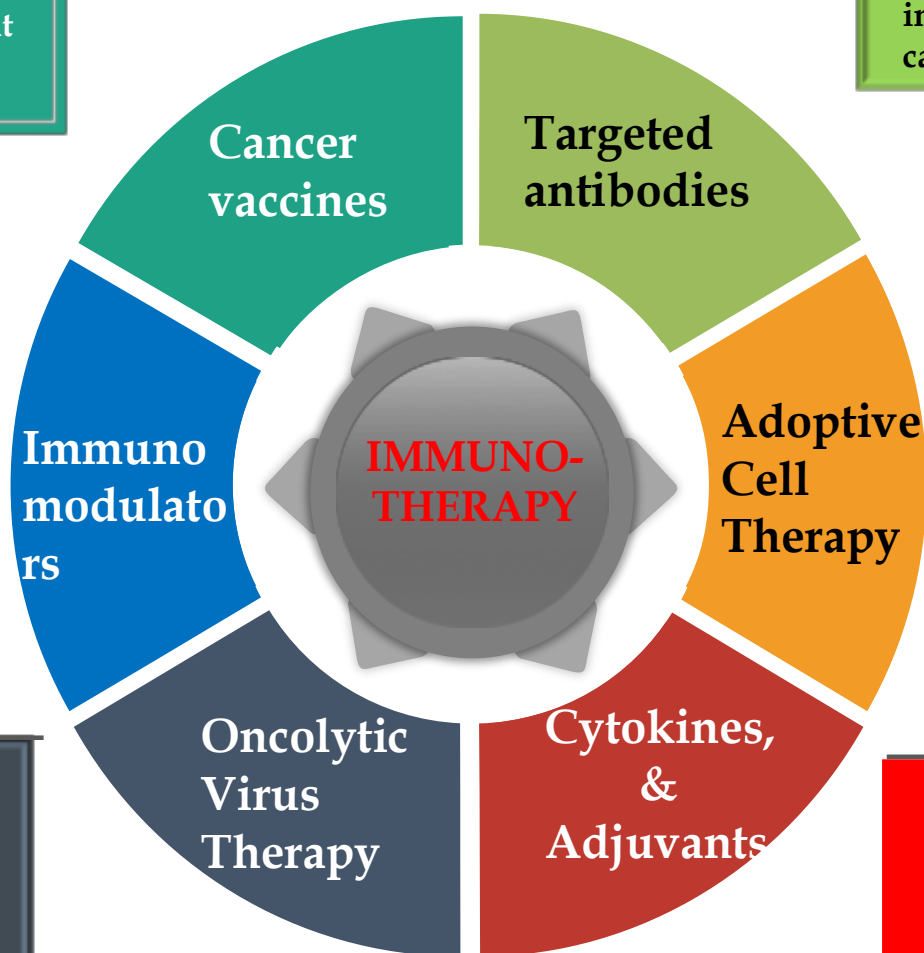 Cancer
vaccines
Targeted
antibodies
Immuno
modulato
rs
IMMUNO-
THERAPY
Adoptive
Cell
Therapy
Oncolytic
Virus
Therapy
Cytokines,
&
Adjuvants